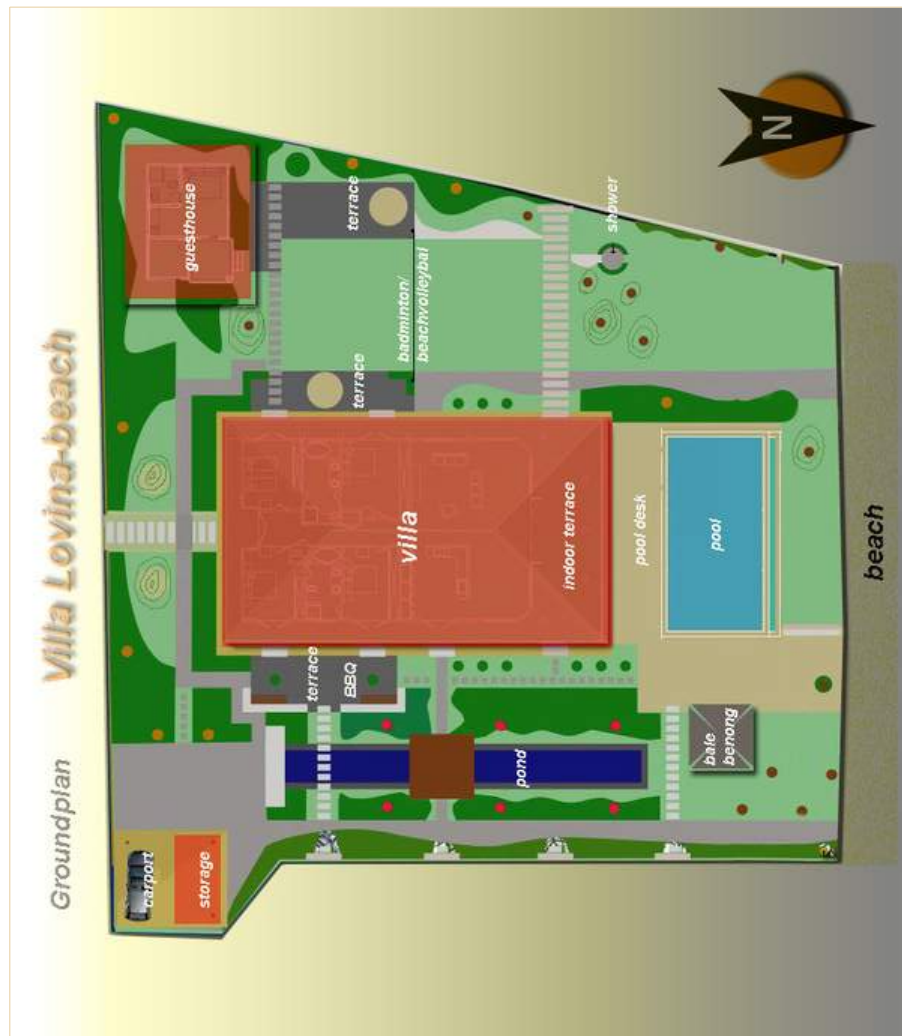 Groundplan
Villa Lovina-beach
N
guesthouse
terrace
shower
badminton/
beachvolleybal
terrace
villa
indoor terrace
pool desk
pool
beach
terrace
BBQ
pond
bale
benong
carport
storage